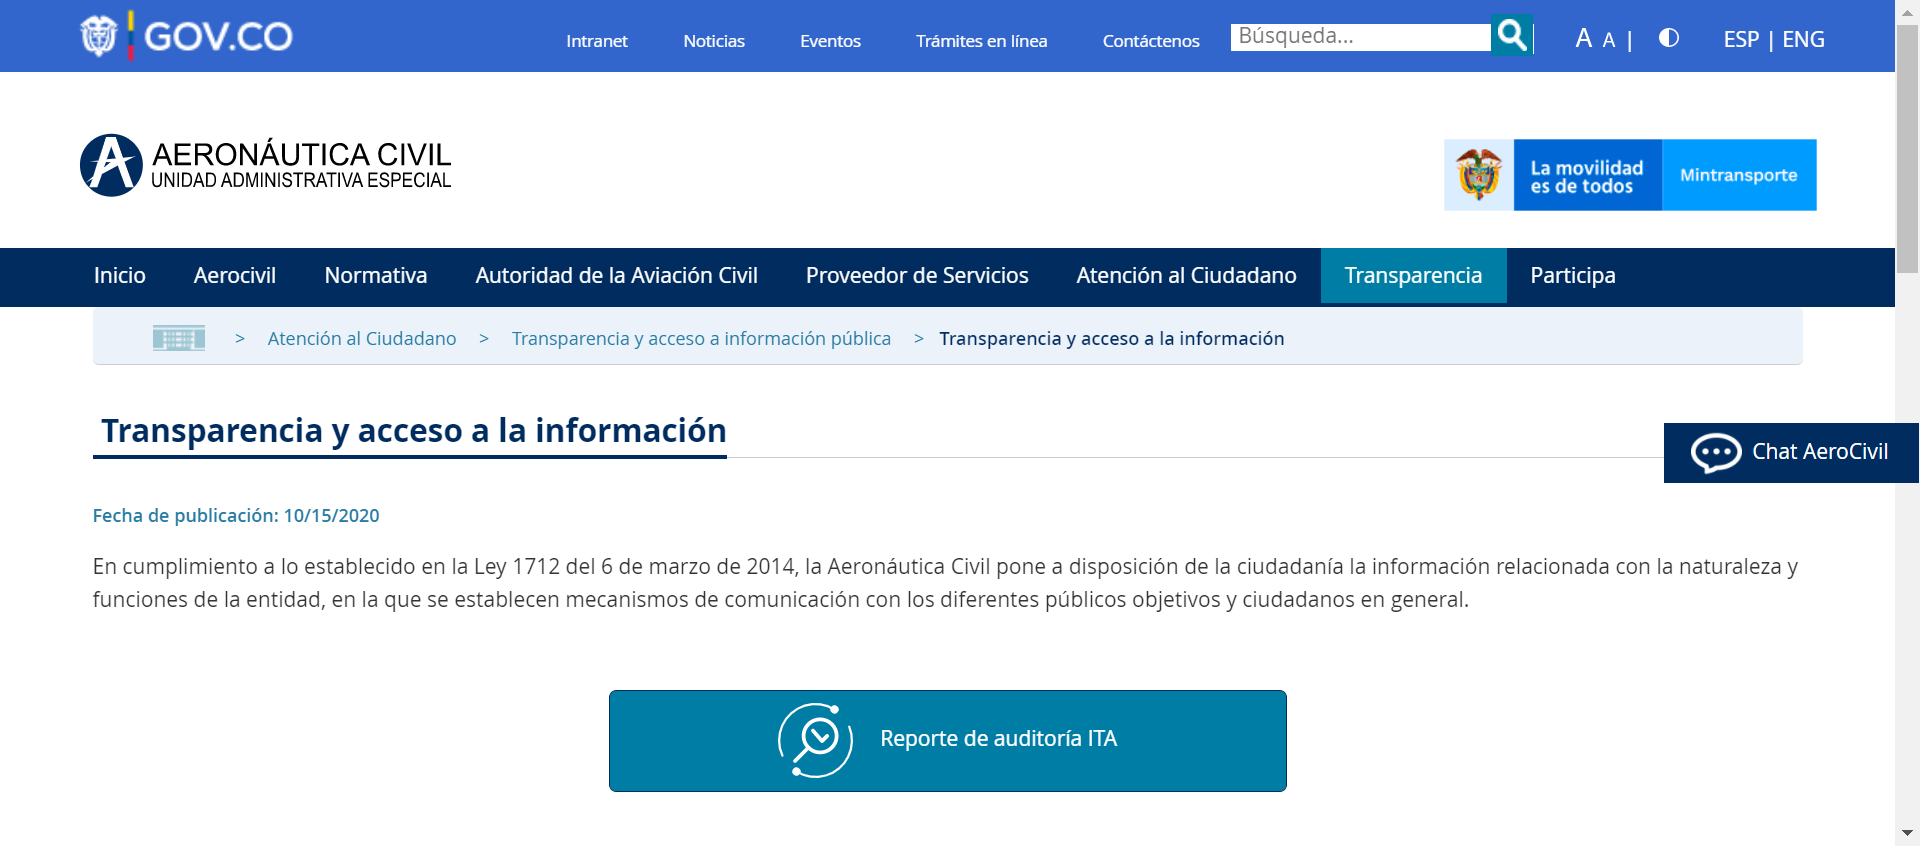 GOV.CO
Intranet Noticias Eventos Trámites en línea Contáctenos Búsqueda... A A | ESP | ENG
AERONÁUTICA CIVIL
UNIDAD ADMINISTRATIVA ESPECIAL
La movilidad
es de todos
Mintransporte
Inicio Aerocivil Normativa Autoridad de la Aviación Civil Proveedor de Servicios Atención al Ciudadano Transparencia Participa
> Atención al Ciudadano > Transparencia y acceso a información pública > Transparencia y acceso a la información
Transparencia y acceso a la información
Chat AeroCivil
Fecha de publicación: 10/15/2020
En cumplimiento a lo establecido en la Ley 1712 del 6 de marzo de 2014, la Aeronáutica Civil pone a disposición de la ciudadanía la información relacionada con la naturaleza y
funciones de la entidad, en la que se establecen mecanismos de comunicación con los diferentes públicos objetivos y ciudadanos en general.
Reporte de auditoría ITA